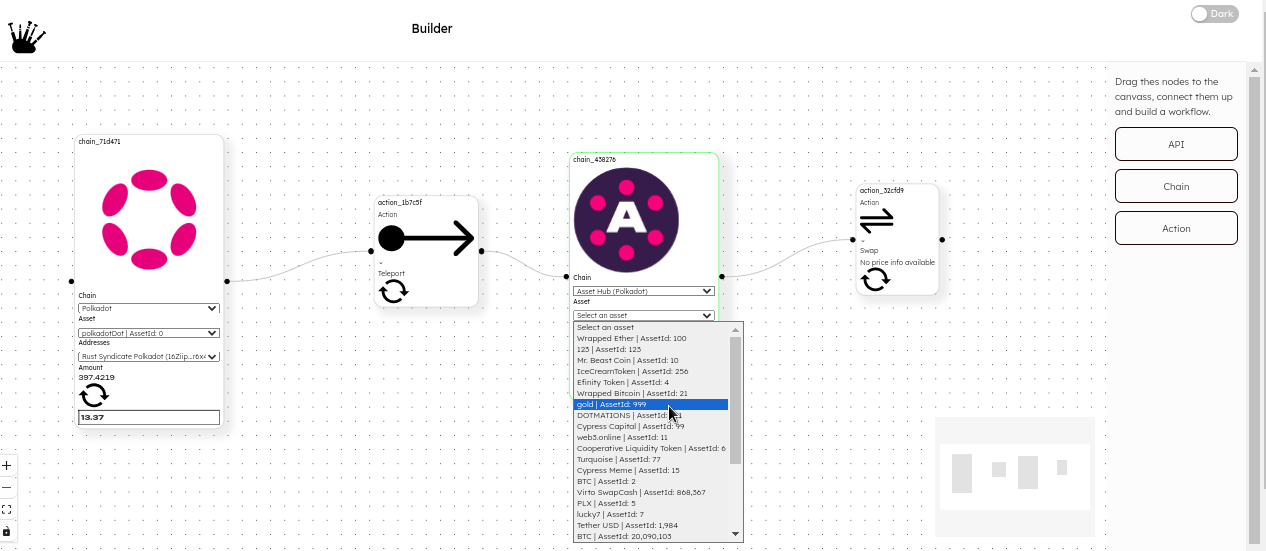 Builder
Dark
Drag thes nodes to the
canvass, connect them up
and build a workflow.
API
Chain
Action
chain_71d471
Chain
Polkadot
Asset
polkadotDot | AssetId: 0
Addresses
Rust Syndicate Polkadot (16Ziip...r6x4
Amount
397.4219
13.37
action_1b7c5f
Action
-
Teleport
chain_438276
A
Chain
Asset Hub (Polkadot)
Asset
Select an asset
Select an asset
Wrapped Ether | AssetId: 100
123 | AssetId: 123
Mr. Beast Coin | AssetId: 10
IceCreamToken | AssetId: 256
Efinity Token | AssetId: 4
Wrapped Bitcoin | AssetId: 21
gold | AssetId: 999
DOTMATIONS | AssetId:
Cypress Capital | AssetId: 99
web3.online | AssetId: 11
Cooperative Liquidity Token | AssetId: 6
Turquoise | AssetId: 77
Cypress Meme | AssetId: 15
BTC | AssetId: 2
Virto SwapCash | AssetId: 868,367
PLX | AssetId: 5
lucky7 | AssetId: 7
Tether USD | AssetId: 1,984
BTC | AssetId: 20,090,103
action_32cfd9
Action
-
Swap
No price info available